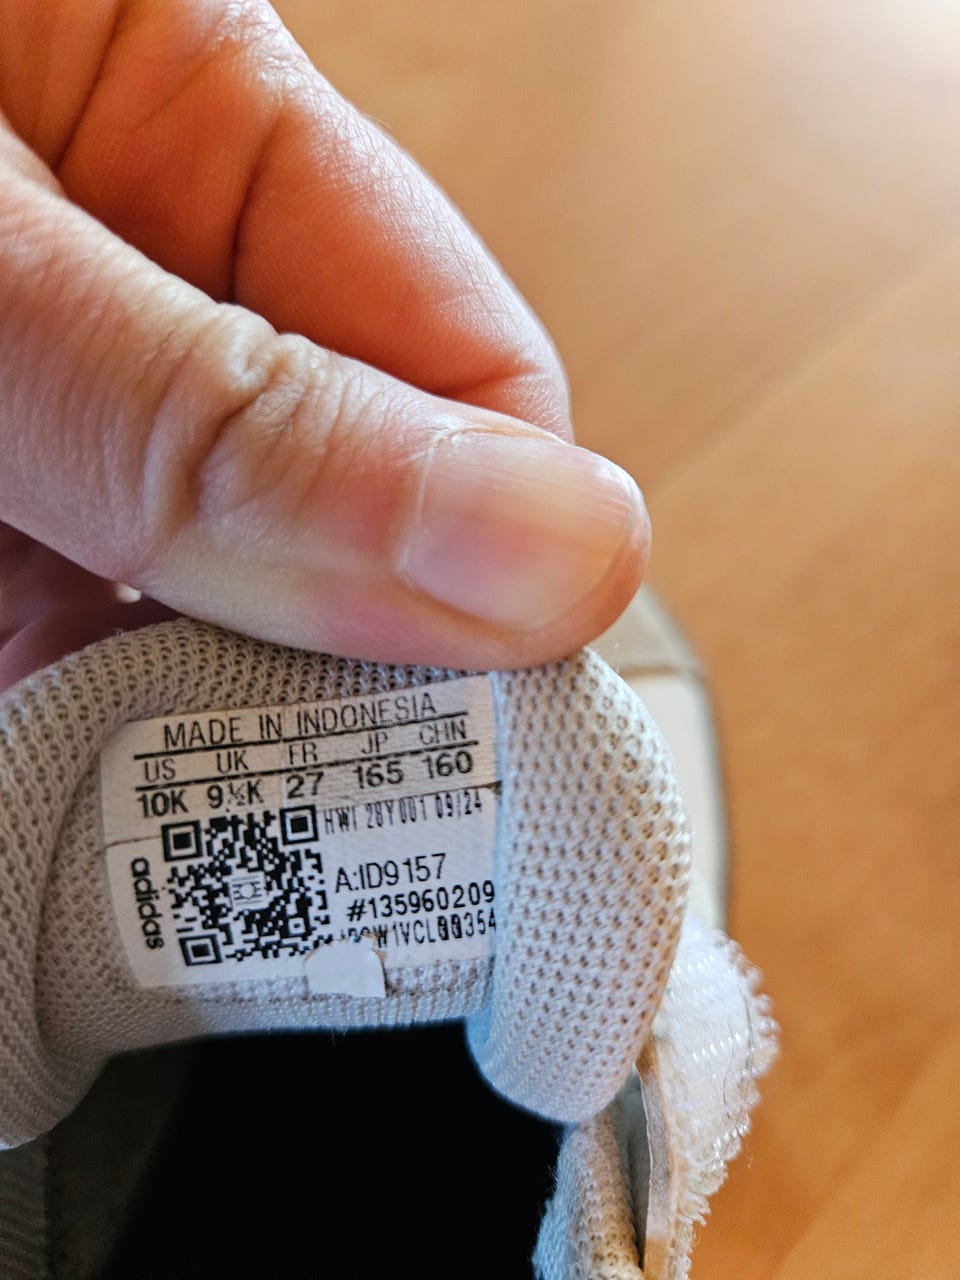 MADE IN INDONESIA
US UK FR JP CHN
10K 9½K 27 165 160
HWI 28Y001 09/24
adidas
A:ID9157
#135960209